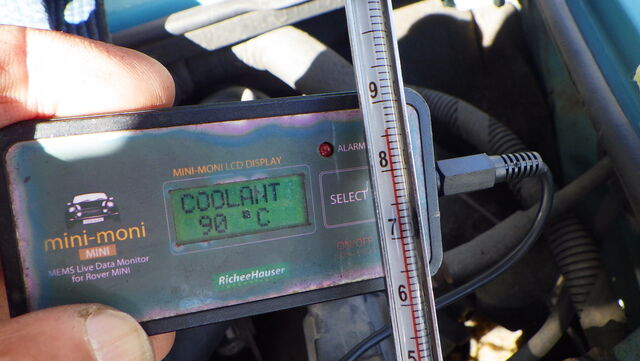 MINI-MONI LCD DISPLAY
ALARM
COOLANT
90 °C
SELECT
mini-moni
MINI
MEMS Live Data Monitor
for Rover MINI
ON/OFF
RicheeHauser
9
8
7
6
5